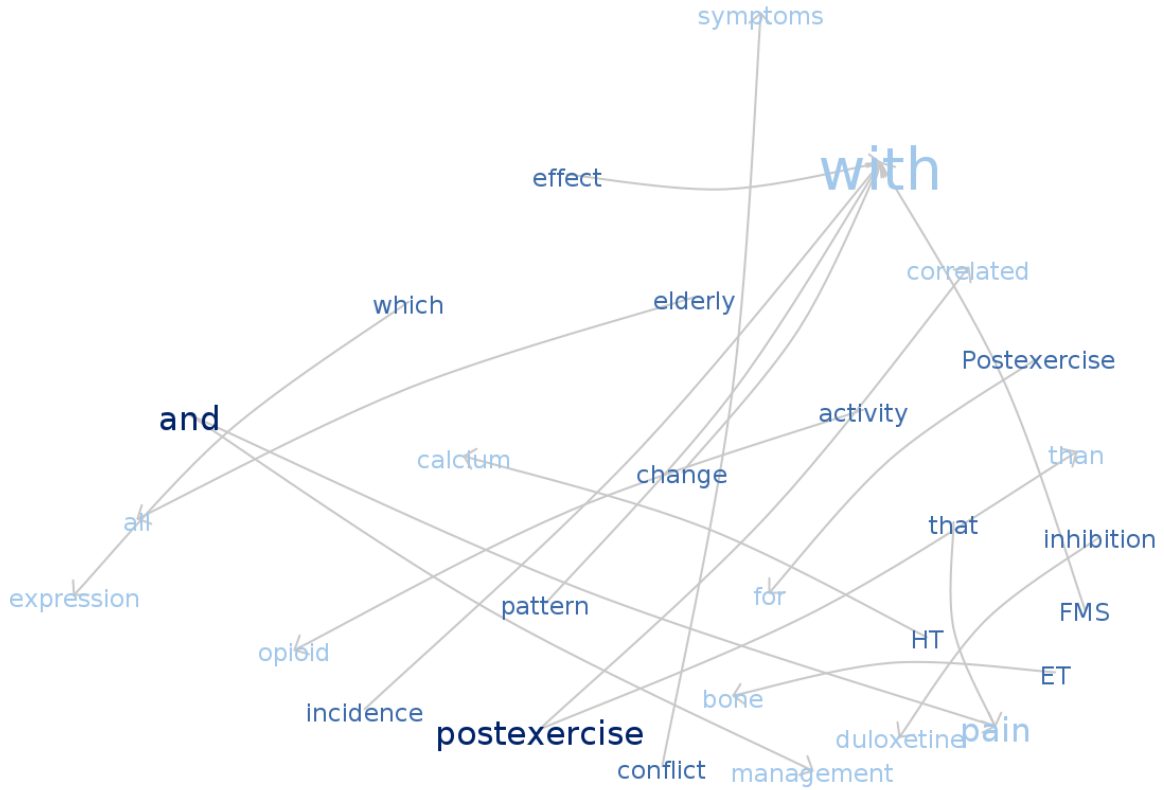 symptoms
with
effect
correlated
which
elderly
Postexercise
and
activity
calcium
than
change
all
that
inhibition
expression
pattern
for
FMS
opioid
HT
ET
incidence
bone
postexercise
duloxetine
pain
conflict
management